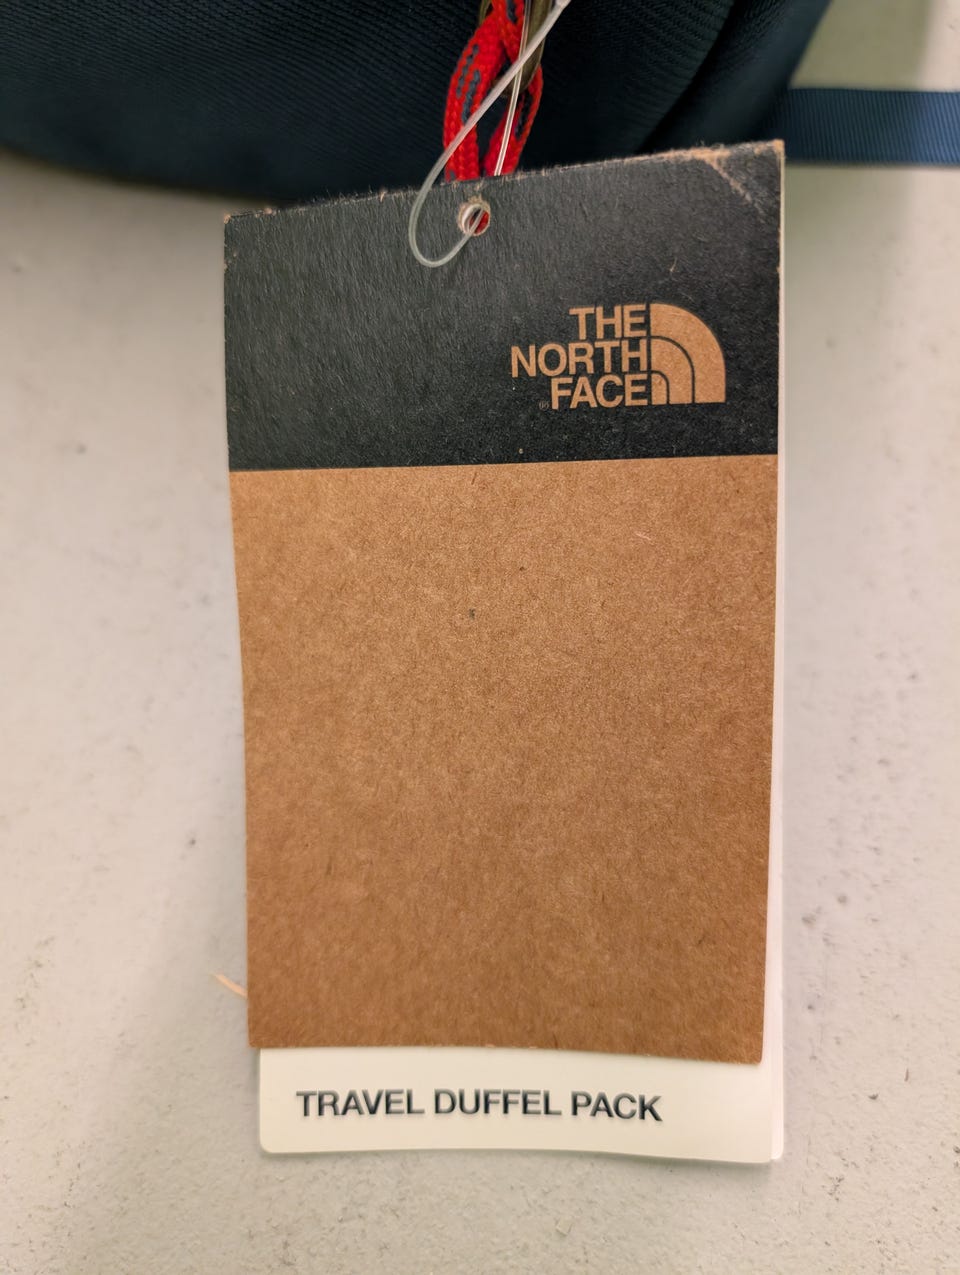 THE
NORTH
FACE
®
TRAVEL DUFFEL PACK